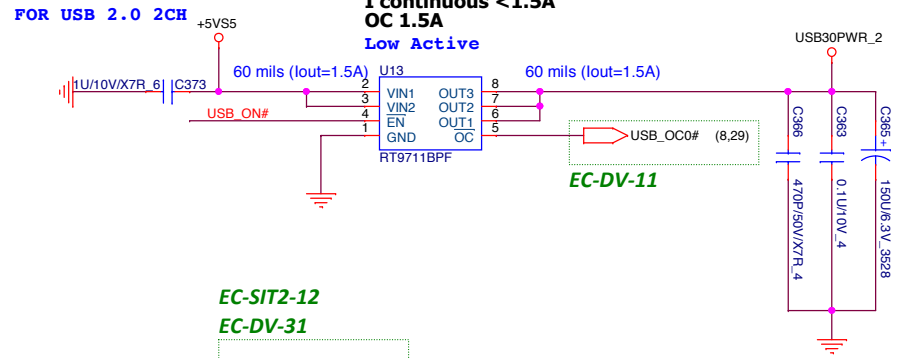 I continuous <1.5A
FOR USB 2.0 2CH
+5VS5
OC 1.5A
Low Active
USB30PWR_2
60 mils (Iout=1.5A)
U13
60 mils (Iout=1.5A)
1U/10V/X7R_6
C373
2
VIN1
OUT3
8
3
VIN2
OUT2
7
USB_ON#
4
EN
OUT1
6
1
GND
OC
5
USB_OC0#
(8,29)
RT9711BPF
EC-DV-11
C366
470P/50V/X7R_4
C363
0.1U/10V_4
C365
+
150U/6.3V_3528
EC-SIT2-12
EC-DV-31